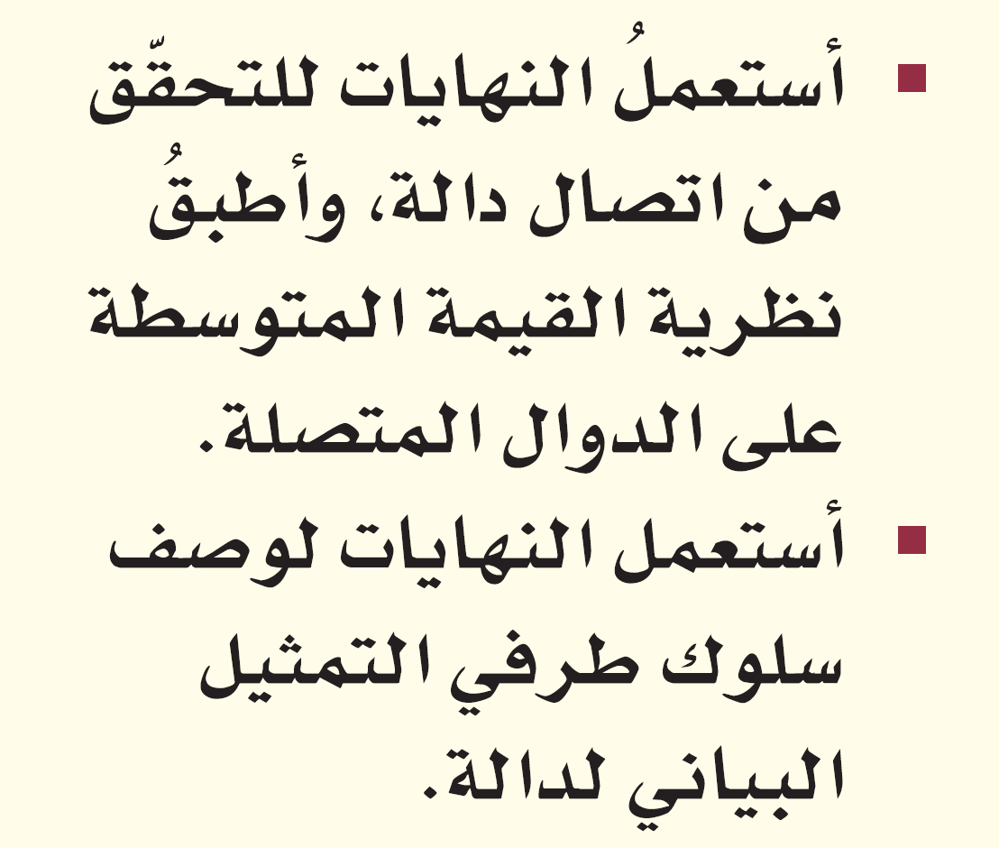 ▪ أستعملُ النهايات للتحقّق
من اتصال دالة، وأطبقُ
نظرية القيمة المتوسطة
على الدوال المتصلة.
▪ أستعمل النهايات لوصف
سلوك طرفي التمثيل
البياني لدالة.